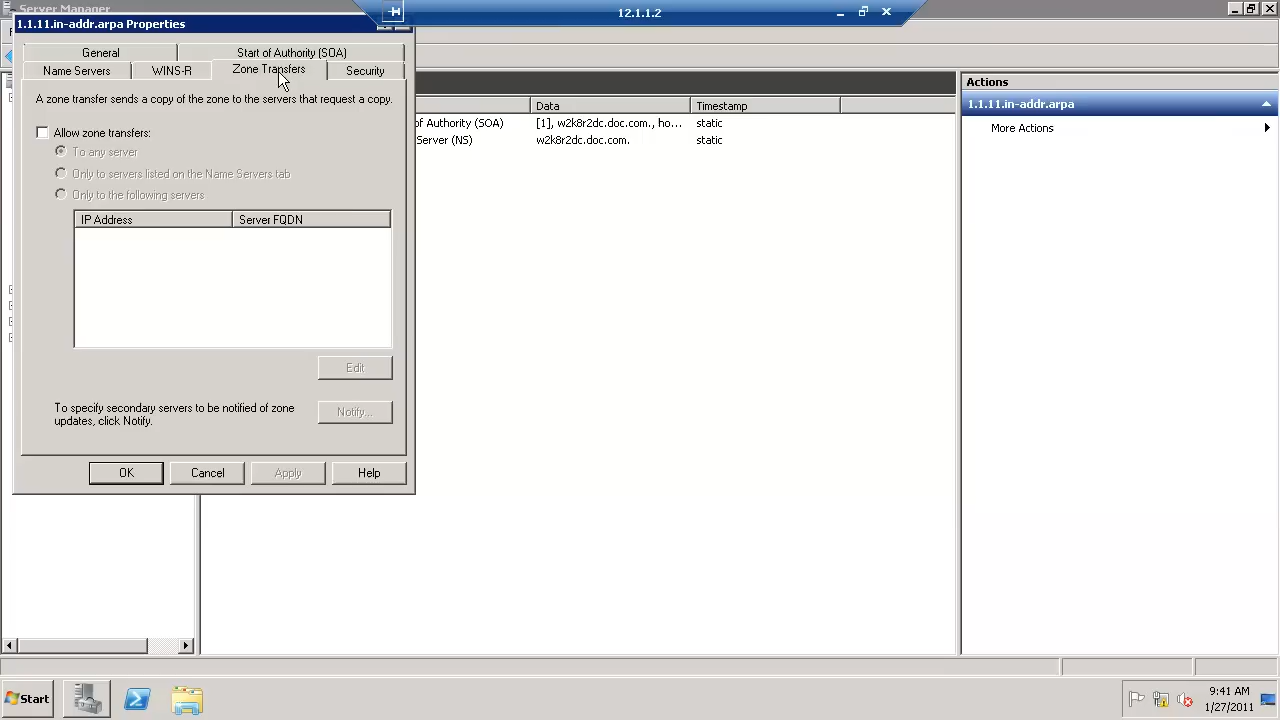 Server Manager
12.1.1.2
1.1.11.in-addr.arpa Properties
General
Start of Authority (SOA)
Name Servers
WINS-R
Zone Transfers
Security
A zone transfer sends a copy of the zone to the servers that request a copy.
Allow zone transfers:
To any server
Only to servers listed on the Name Servers tab
Only to the following servers
IP Address
Server FQDN
Edit
To specify secondary servers to be notified of zone
updates, click Notify.
Notify...
OK
Cancel
Apply
Help
Data
Timestamp
of Authority (SOA)
[1], w2k8r2dc.doc.com., ho...
static
Server (NS)
w2k8r2dc.doc.com.
static
Actions
1.1.11.in-addr.arpa
More Actions
Start
9:41 AM
1/27/2011